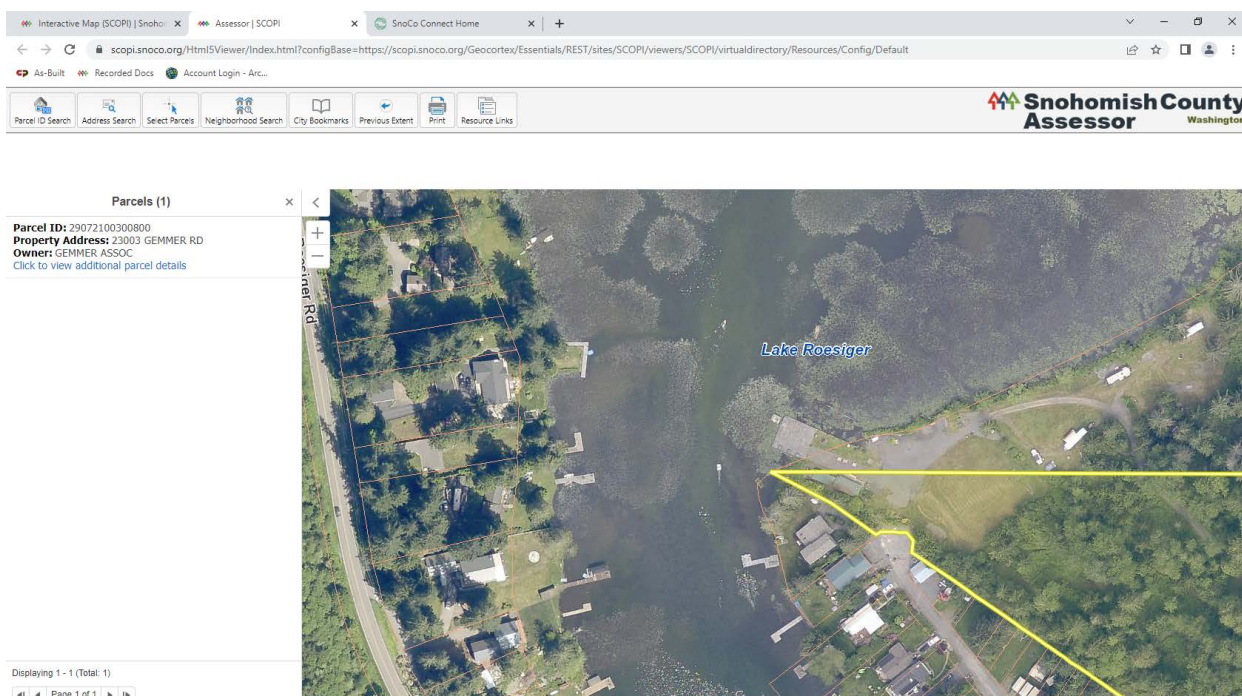 Interactive Map (SCOPI) | Snohor
Assessor | SCOPI
SnoCo Connect Home
scopi.snoco.org/Html5Viewer/Index.html?configBase=https://scopi.snoco.org/Geocortex/Essentials/REST/sites/SCOPI/viewers/SCOPI/virtualdirectory/Resources/Config/Default
As-Built
Recorded Docs
Account Login - Arc...
Parcel ID Search
Address Search
Select Parcels
Neighborhood Search
City Bookmarks
Previous Extent
Print
Resource Links
Snohomish County
Assessor
Washington
Parcels (1)
Parcel ID: 29072100300800
Property Address: 23003 GEMMER RD
Owner: GEMMER ASSOC
Click to view additional parcel details
Lake Roesiger
Displaying 1 - 1 (Total: 1)
Page 1 of 1